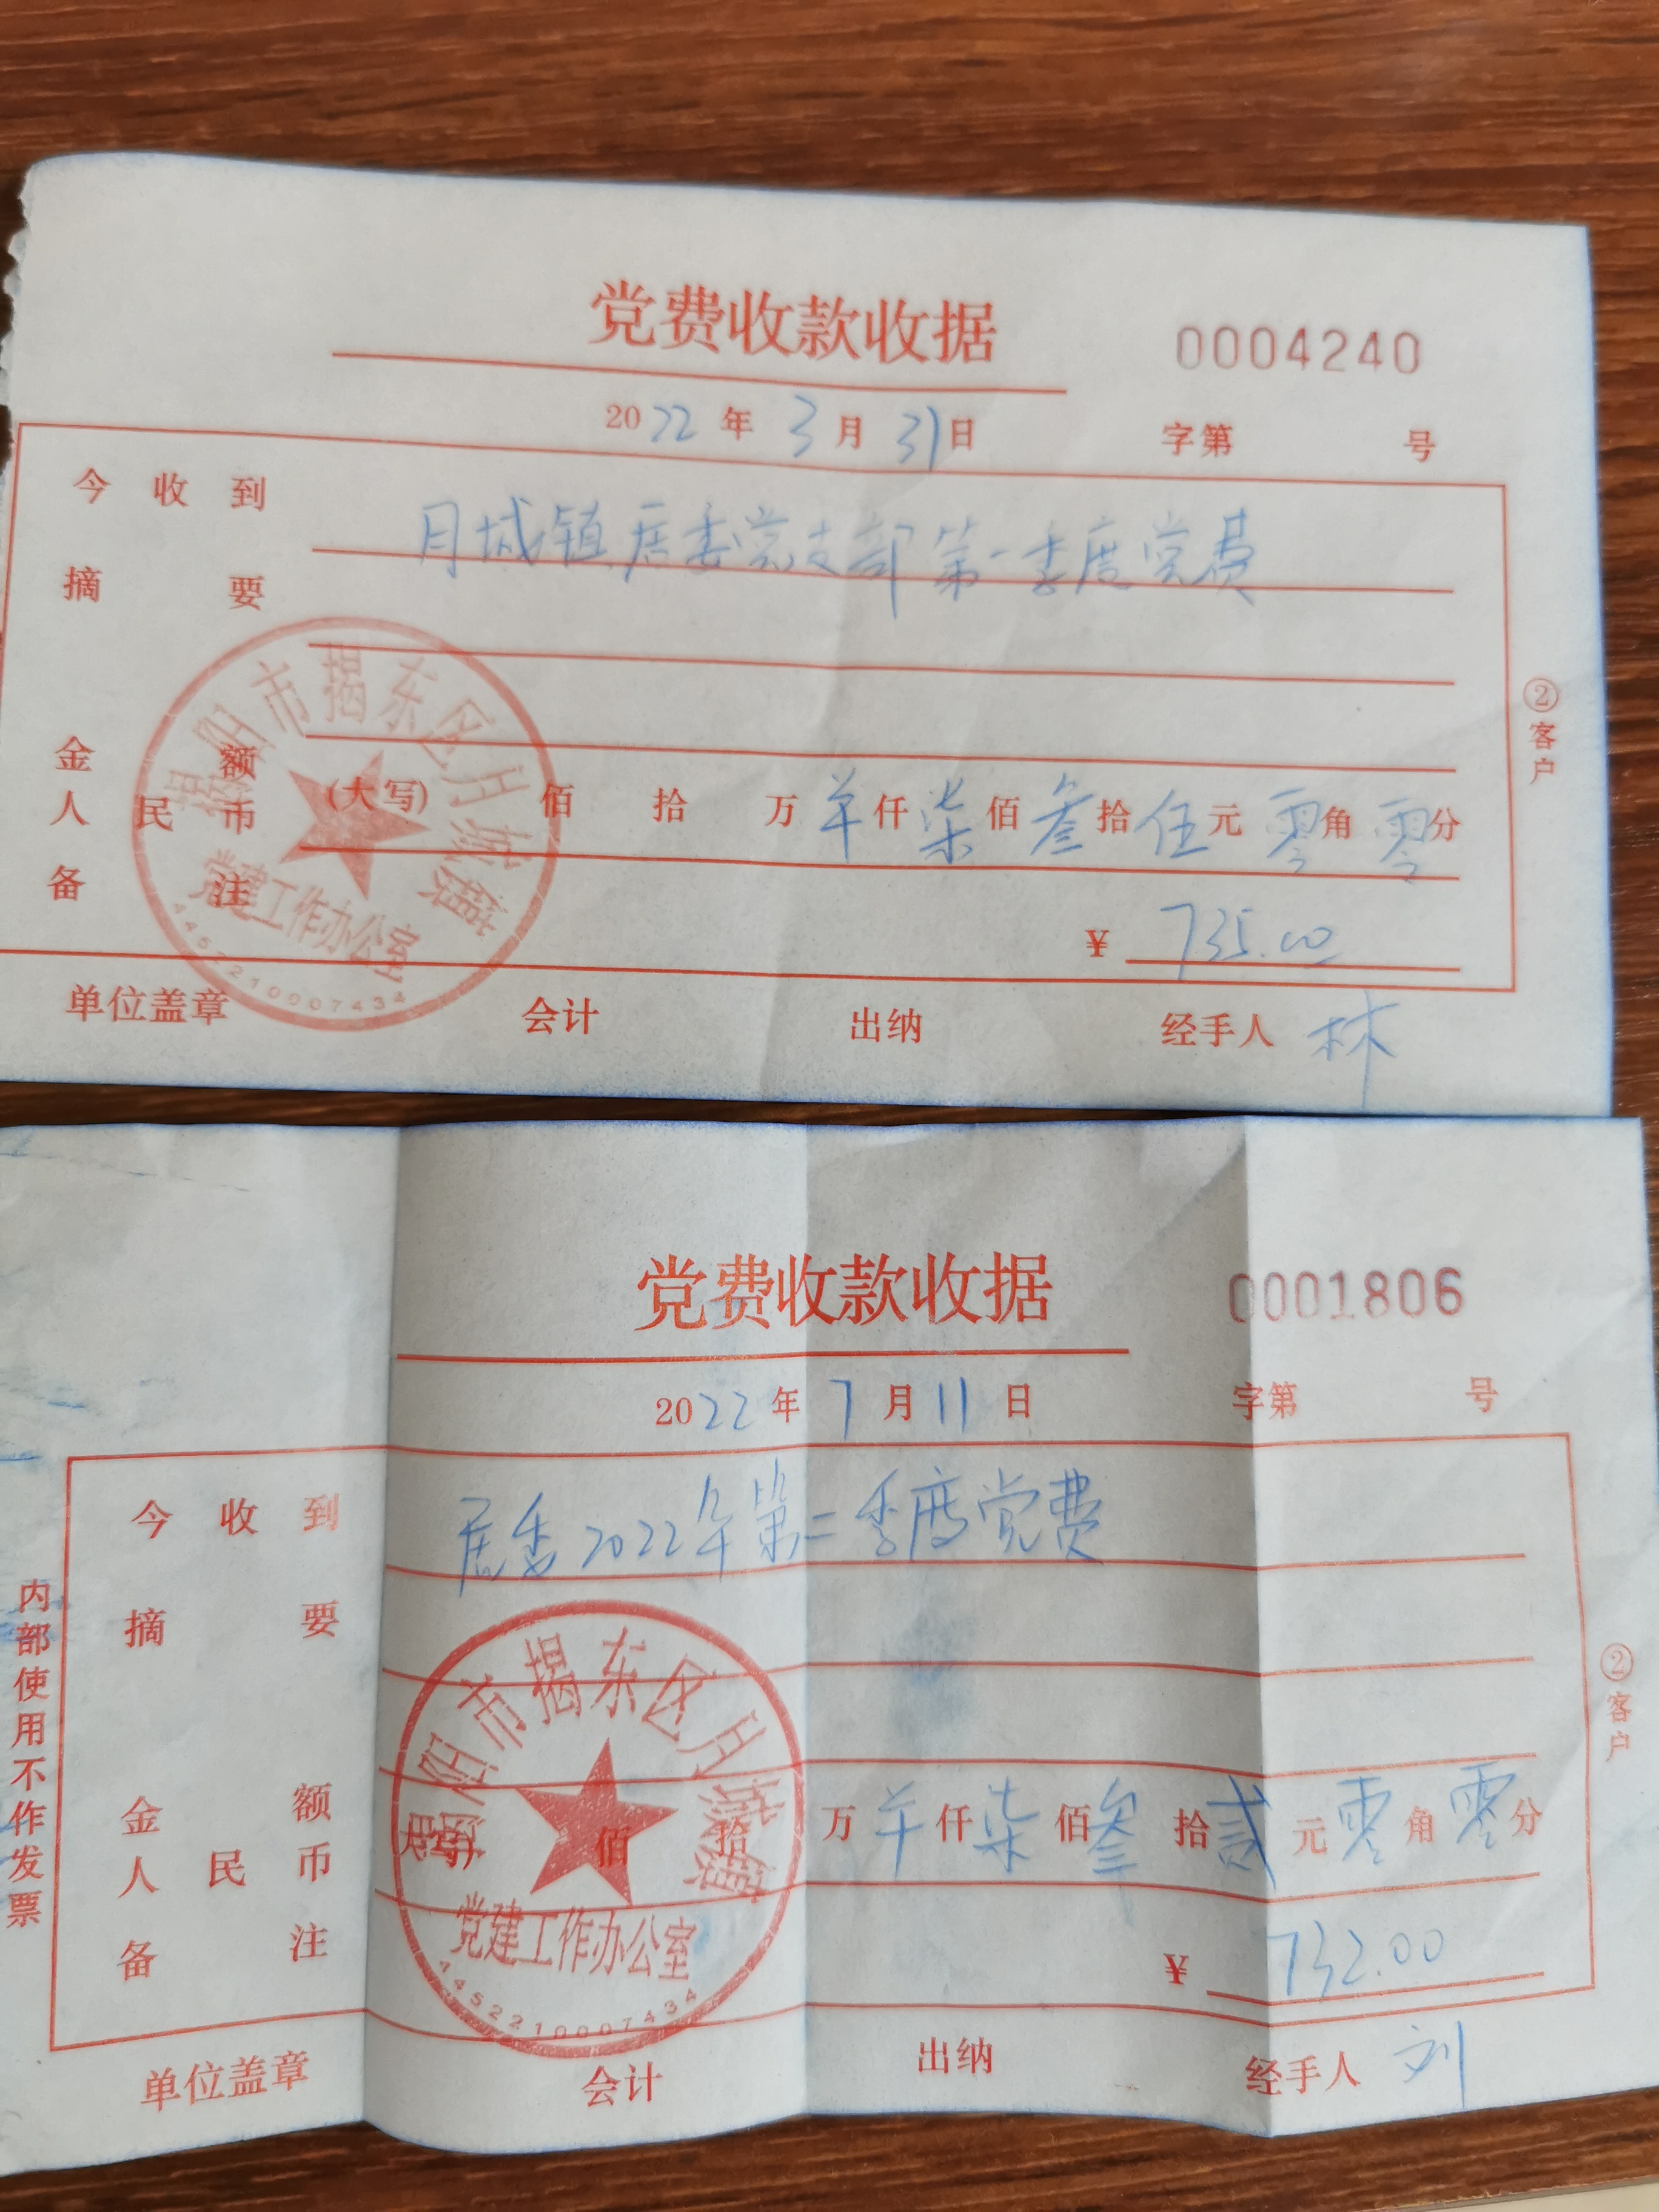 党费收款收据
0004240
2022年3月31日 字第 号
今收到 月城镇居委党支部第一季度党费
摘要
金额
人民币 (大写) 佰 拾 万 羊 仟 柒 佰 叁 拾 伍 元 零 角 零 分
备注
¥ 735.00
②客户
揭阳市揭东区月城镇
党建工作办公室
4452210007434
单位盖章 会计 出纳 经手人 林
党费收款收据
0001806
2022年7月11日 字第 号
今收到 居委2022年第二季度党费
摘要
金额
人民币 (大写) 佰 拾 万 羊 仟 柒 佰 叁 拾 贰 元 零 角 零 分
备注
¥ 732.00
内部使用不作发票
②客户
揭阳市揭东区月城镇
党建工作办公室
4452210007434
单位盖章 会计 出纳 经手人 刘